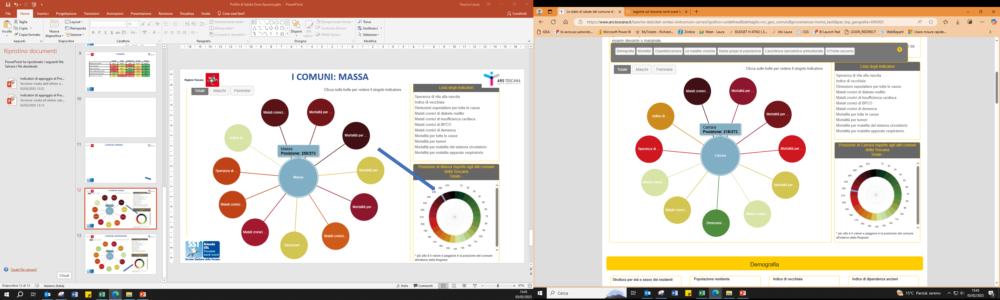 Profilo di Salute Zona Apuane.pptx - PowerPoint
Pezzica Laura
File Home Inserisci Progettazione Transizioni Animazioni Presentazione Revisione Visualizza Guida Cosa vuoi fare?
Condividi
Incolla
Taglia
Copia
Copia formato
Appunti
Nuova diapositiva
Layout
Reimposta
Sezione
Diapositive
18
Carattere
Orientamento testo
Allinea testo
Converti in SmartArt
Paragrafo
Disponi
Stili veloci
Riempimento forma
Contorno forma
Effetti forma
Disegno
Trova
Sostituisci
Seleziona
Modifica
Ripristino documenti
PowerPoint ha ripristinato i seguenti file.
Salvare i file desiderati.
Indicatori di appoggio al Pro...
Versione creata dall'ultimo ri...
03/02/2025 13:22
Indicatori di appoggio al Pro...
Versione creata all'ultimo salv...
03/02/2025 13:13
Quale file salvare?
Chiudi
9
I COMUNI
10
11
I COMUNI: CARRARA
12
I COMUNI: MASSA
13
I COMUNI: MONTIGNOSO
Regione Toscana
I COMUNI: MASSA
ARS TOSCANA
agenzia regionale di sanità
Totale Maschi Femmine
Clicca sulle bolle per vedere il singolo indicatore
Malati cronici...
Mortalità per ...
Indice di ...
Mortalità per ...
Massa
Posizione: 255/273
Speranza di ...
Mortalità per ...
Massa
Malati cronici ...
Mortalità per ...
Malati cronici ...
Malati cronici...
Dimissioni ...
Lista degli indicatori
Speranza di vita alla nascita
Indice di vecchiaia
Dimissioni ospedaliere per tutte le cause
Malati cronici di diabete mellito
Malati cronici di insufficienza cardiaca
Malati cronici di BPCO
Malati cronici di demenza
Mortalità per tutte le cause
Mortalità per tumori
Mortalità per malattie del sistema circolatorio
Mortalità per malattie apparato respiratorio
Posizione di Massa rispetto agli altri comuni
della Toscana
Totale -
10 20 30 40 50 60 70 80 90 100 110 120 130 140 150 160 170 180 190 200 210 220 230 240 250 260 270
* più alto è il valore e peggiore è la posizione del comune
all'interno della Regione
SST Azienda USL Toscana nord ovest
Servizio Sanitario della Toscana
Diapositiva 12 di 13
Italiano (Italia)
Note
Commenti
97%
15:45
03/02/2025
Lo stato di salute del comune di C
regione usl toscana nord ovest lo
https://www.ars.toscana.it/banche-dati/dati-sintesi-sintcomuni-carrara?grafico=undefined&dettaglio=ric_geo_comuni&provenienza=home_tasti&par_top_geografia=045003
IGEA
bi-avno.ssr.uslnordo...
Microsoft Power BI
MyTickets - Richiest...
Zimbra
Meet - Laura
BUDGET H ATNO | Ji...
Jitsi Laura
CGS
BI Launch Pad
LOGIN_REDIRECT
WebReparti
Usare misure rapide...
essere rilevante o marginale.
o da
Demografia Mortalita' Ospedalizzazione Le malattie croniche Salute gruppi di popolazione L'assistenza specialistica ambulatoriale Il Pronto soccorso
Totale Maschi Femmine
Clicca sulle bolle per vedere il singolo indicatore
Malati cronici...
Mortalità per ...
Indice di ...
Mortalità per ...
Carrara
Posizione: 218/273
Speranza di ...
Mortalità per ...
Carrara
Malati cronici ...
Mortalità per ...
Malati cronici ...
Malati cronici...
Dimissioni ...
Lista degli indicatori
Speranza di vita alla nascita
Indice di vecchiaia
Dimissioni ospedaliere per tutte le cause
Malati cronici di diabete mellito
Malati cronici di insufficienza cardiaca
Malati cronici di BPCO
Malati cronici di demenza
Mortalità per tutte le cause
Mortalità per tumori
Mortalità per malattie del sistema circolatorio
Mortalità per malattie apparato respiratorio
Posizione di Carrara rispetto agli altri comuni
della Toscana
Totale -
10 20 30 40 50 60 70 80 90 100 110 120 130 140 150 160 170 180 190 200 210 220 230 240 250 260 270
* più alto è il valore e peggiore è la posizione del comune
all'interno della Regione
Demografia
Struttura per età e sesso dei residenti
Popolazione residente
Indice di vecchiaia
Indice di dipendenza anziani
Cerca
15°C Parzial. sereno
15:45
03/02/2025